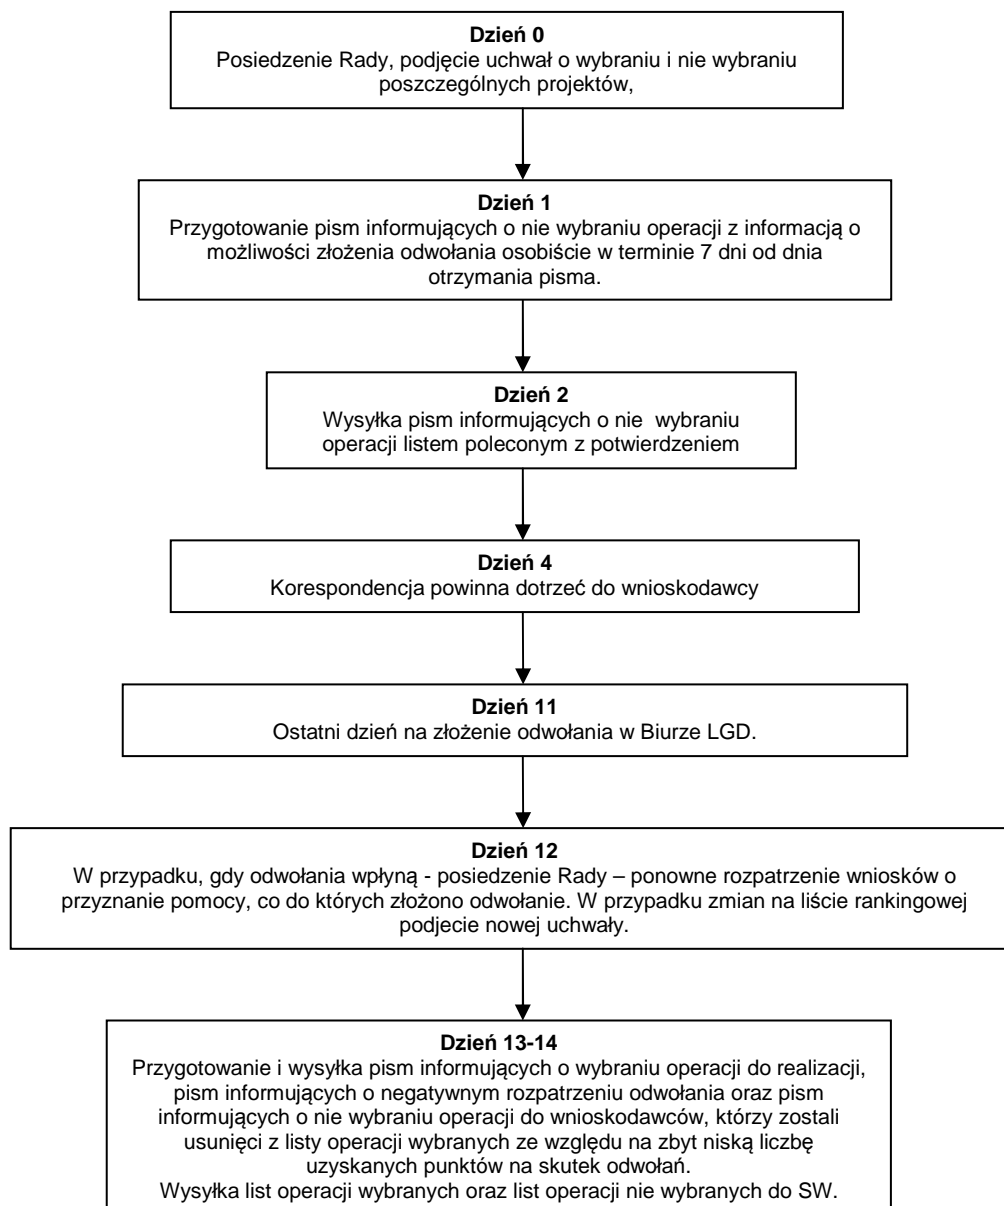 Dzień 0
Posiedzenie Rady, podjęcie uchwał o wybraniu i nie wybraniu
poszczególnych projektów,
Dzień 1
Przygotowanie pism informujących o nie wybraniu operacji z informacją o
możliwości złożenia odwołania osobiście w terminie 7 dni od dnia
otrzymania pisma.
Dzień 2
Wysyłka pism informujących o nie wybraniu
operacji listem poleconym z potwierdzeniem
Dzień 4
Korespondencja powinna dotrzeć do wnioskodawcy
Dzień 11
Ostatni dzień na złożenie odwołania w Biurze LGD.
Dzień 12
W przypadku, gdy odwołania wpłyną - posiedzenie Rady – ponowne rozpatrzenie wniosków o
przyznanie pomocy, co do których złożono odwołanie. W przypadku zmian na liście rankingowej
podjecie nowej uchwały.
Dzień 13-14
Przygotowanie i wysyłka pism informujących o wybraniu operacji do realizacji,
pism informujących o negatywnym rozpatrzeniu odwołania oraz pism
informujących o nie wybraniu operacji do wnioskodawców, którzy zostali
usunięci z listy operacji wybranych ze względu na zbyt niską liczbę
uzyskanych punktów na skutek odwołań.
Wysyłka list operacji wybranych oraz list operacji nie wybranych do SW.